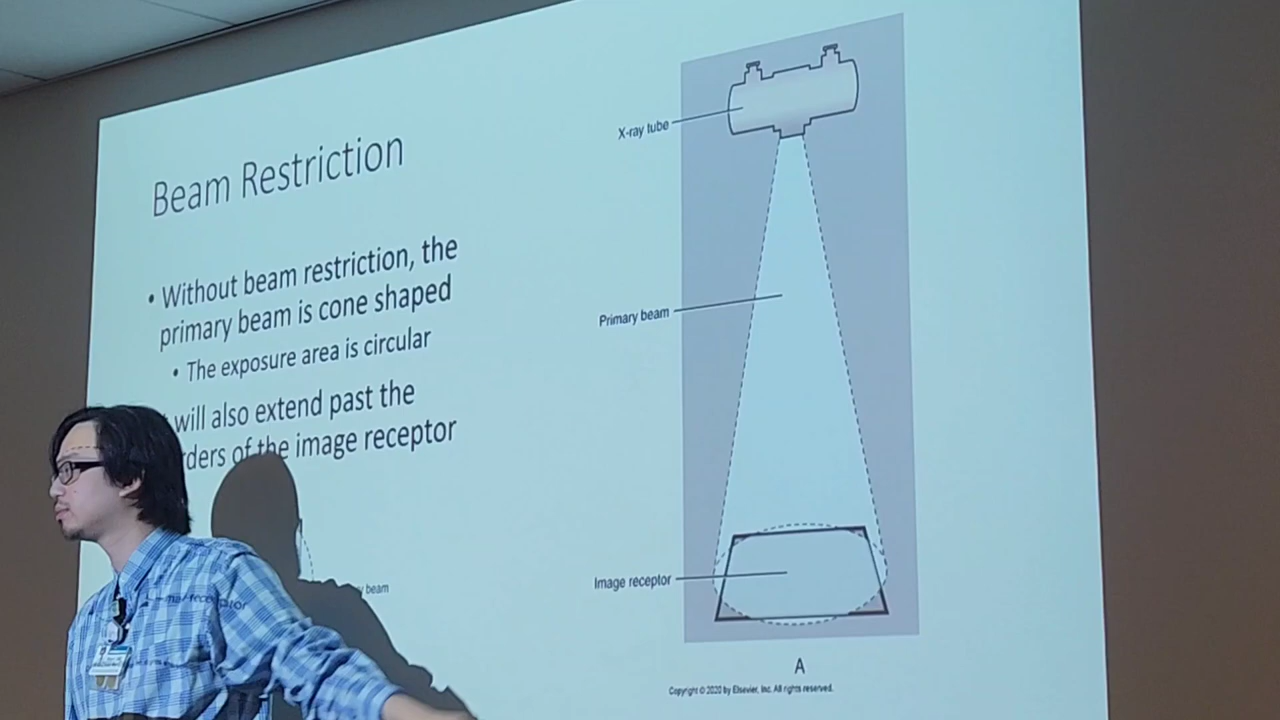 Beam Restriction
• Without beam restriction, the
primary beam is cone shaped
• The exposure area is circular
will also extend past the
rders of the image receptor
X-ray tube
Primary beam
Image receptor
beam
A
Copyright © 2020 by Elsevier, Inc. All rights reserved.